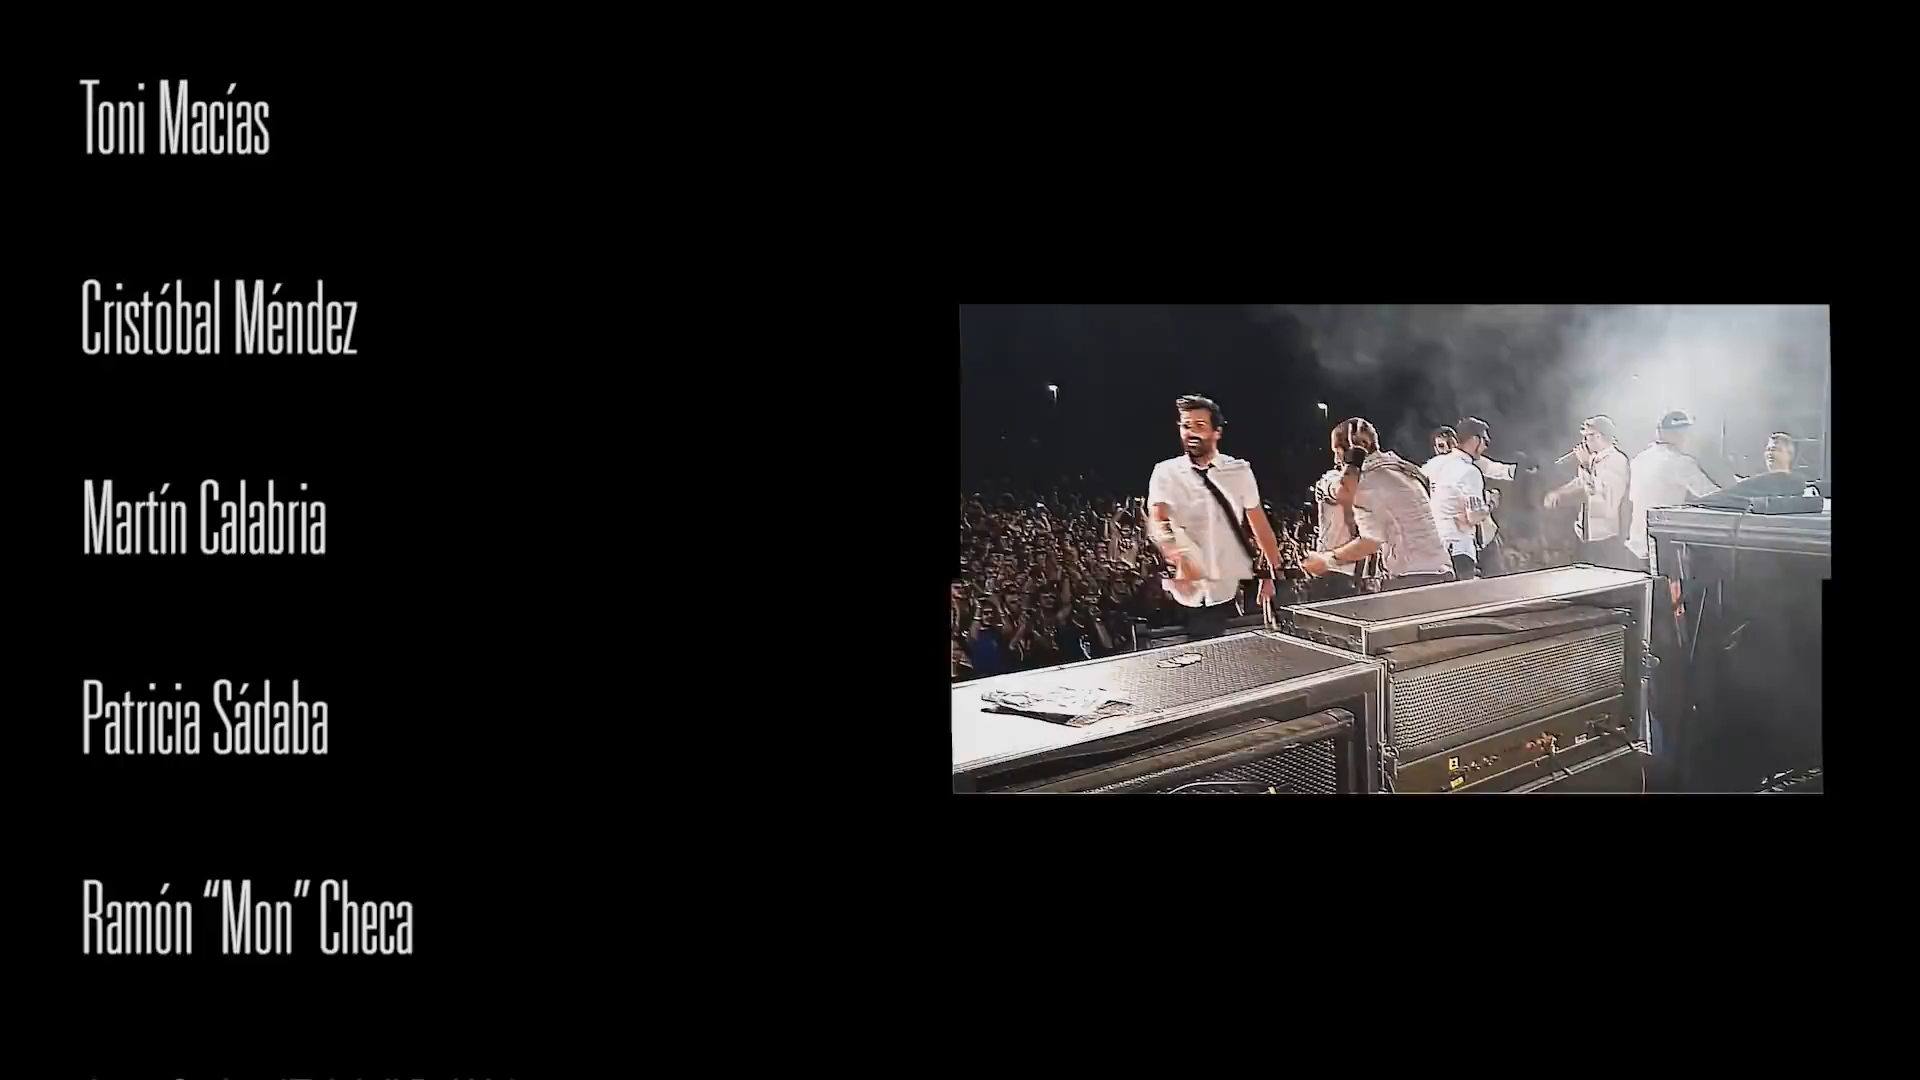 Toni Macías
Cristóbal Méndez
Martín Calabria
Patricia Sádaba
Ramón “Mon” Checa